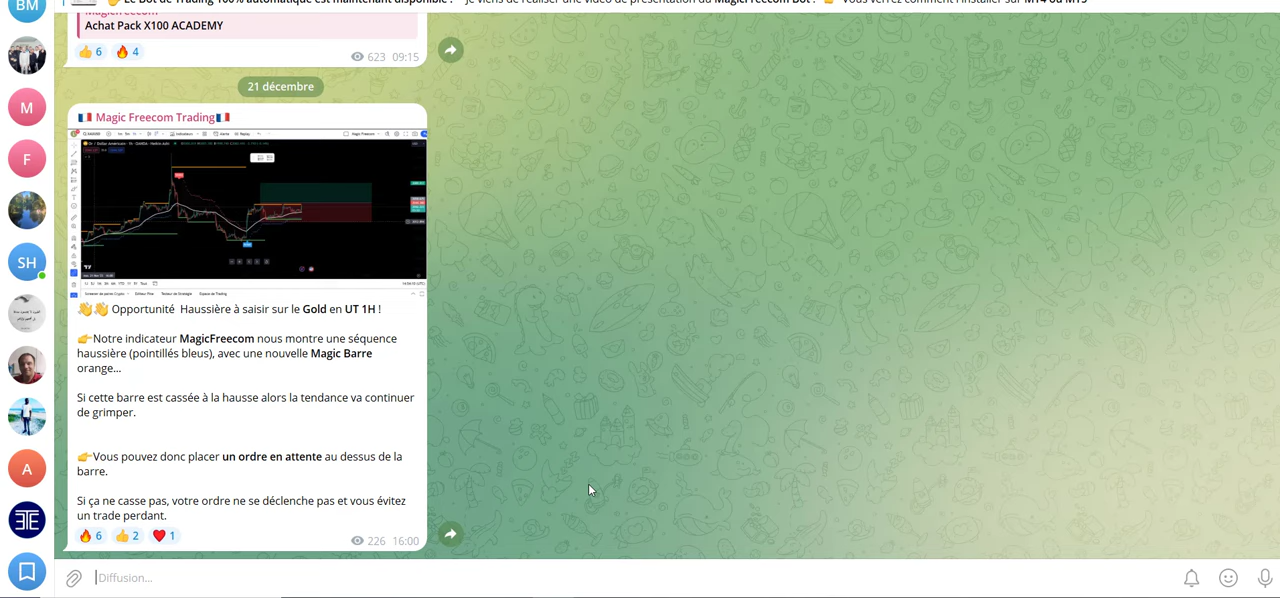 BM
👉 Le Bot de Trading 100% automatique est maintenant disponible ! Je viens de réaliser une vidéo de présentation du MagicFreecom Bot ! 👉 Vous verrez comment l'installer sur MT4 ou MT5
MagicFreecom
Achat Pack X100 ACADEMY
👍 6 🔥 4
623 09:15
M
21 décembre
🇫🇷 Magic Freecom Trading🇫🇷
F
SH
👋👋 Opportunité Haussière à saisir sur le Gold en UT 1H !
👉Notre indicateur MagicFreecom nous montre une séquence
haussière (pointillés bleus), avec une nouvelle Magic Barre
orange...
Si cette barre est cassée à la hausse alors la tendance va continuer
de grimper.
👉Vous pouvez donc placer un ordre en attente au dessus de la
barre.
A
Si ça ne casse pas, votre ordre ne se déclenche pas et vous évitez
un trade perdant.
🔥 6 👍 2 ❤️ 1
226 16:00
Diffusion...